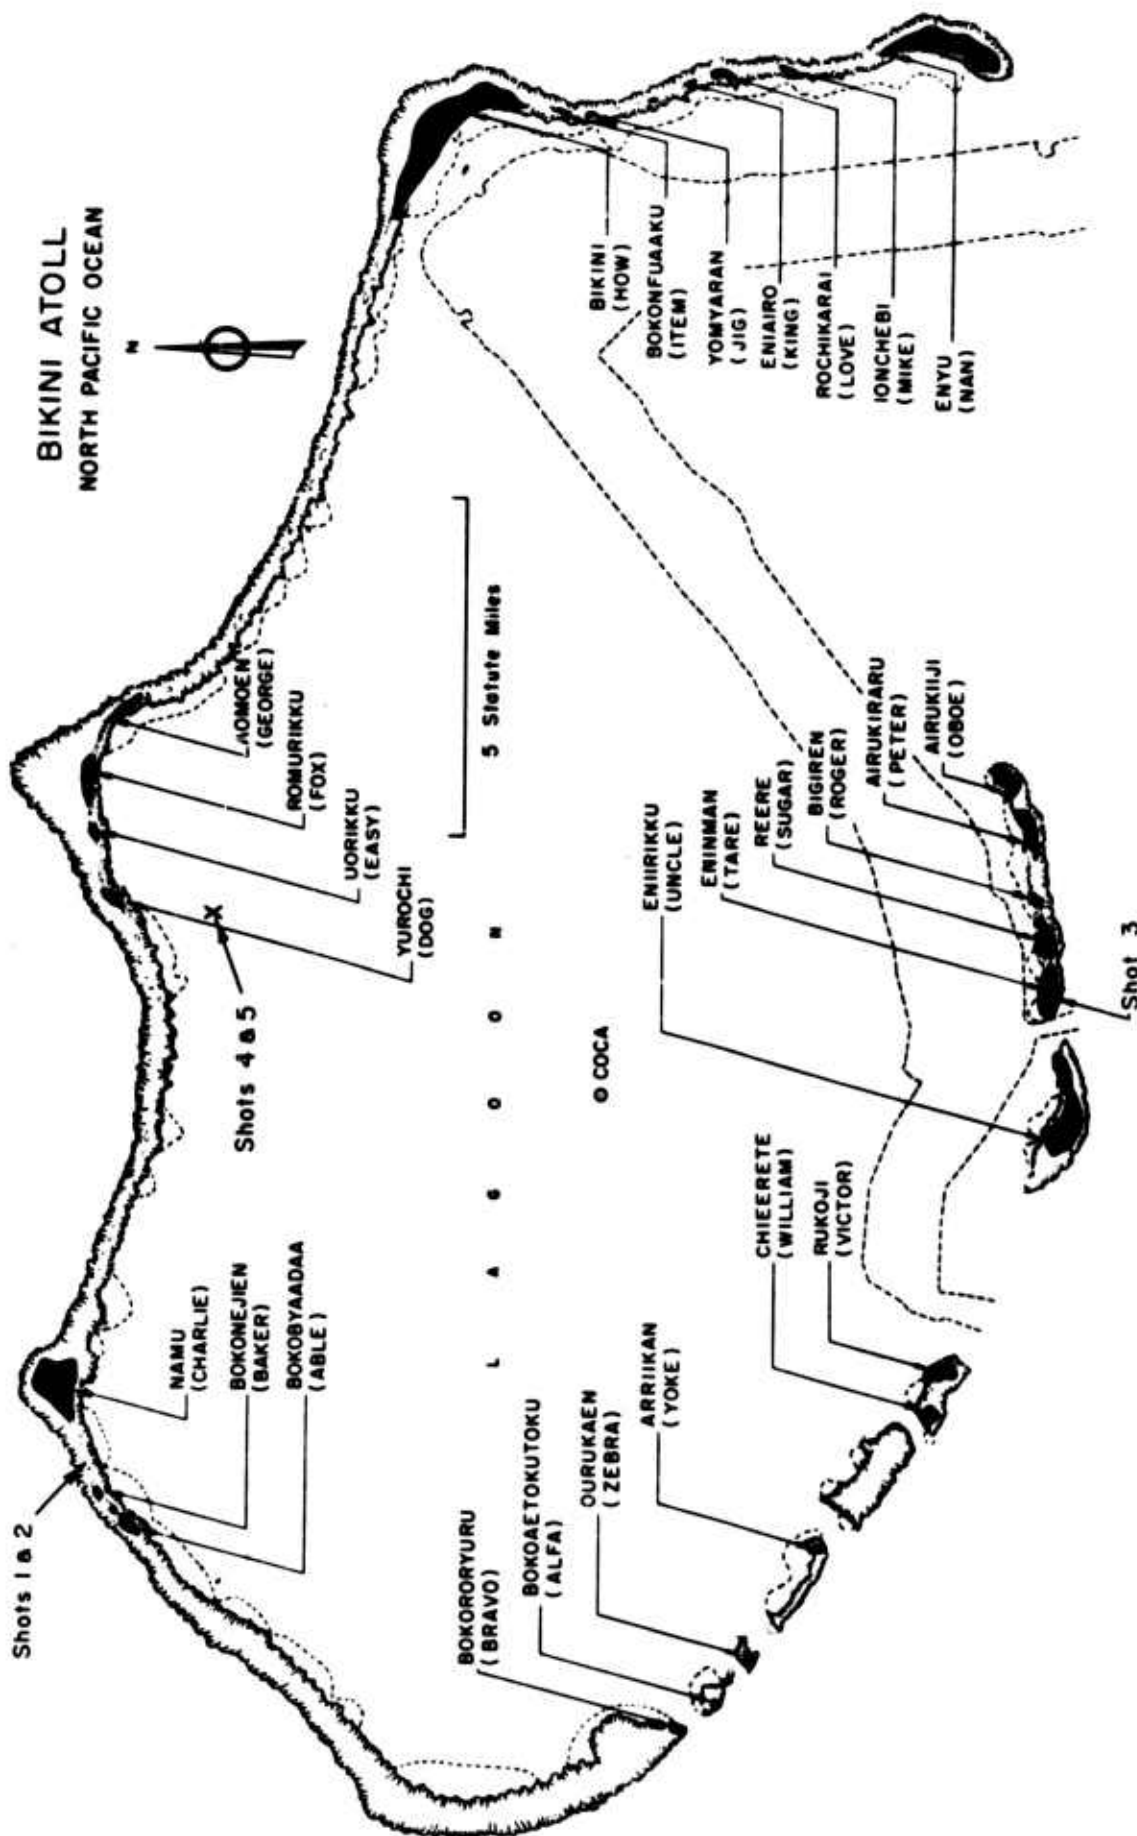 BIKINI ATOLL
NORTH PACIFIC OCEAN
N
Shots 1 & 2
NAMU
(CHARLIE)
BOKONEJIEN
(BAKER)
BOKOBYAADAA
(ABLE)
Shots 4 & 5
X
YUROCHI
(DOG)
UORIKKU
(EASY)
ROMURIKKU
(FOX)
AOMOEN
(GEORGE)
5 Statute Miles
L A G O O N
COCA
BIKINI
(HOW)
BOKONFUAAKU
(ITEM)
YOMYARAN
(JIG)
ENIAIRO
(KING)
ROCHIKARAI
(LOVE)
IONCHEBI
(MIKE)
ENYU
(NAN)
BOKORORYURU
(BRAVO)
BOKOAETOKUTOKU
(ALFA)
OURUKAEN
(ZEBRA)
ARRIIKAN
(YOKE)
CHIEERETE
(WILLIAM)
RUKOJI
(VICTOR)
ENIIRIKKU
(UNCLE)
ENINMAN
(TARE)
REERE
(SUGAR)
BIGIREN
(ROGER)
AIRUKIRARU
(PETER)
AIRUKIIJI
(OBOE)
Shot 3